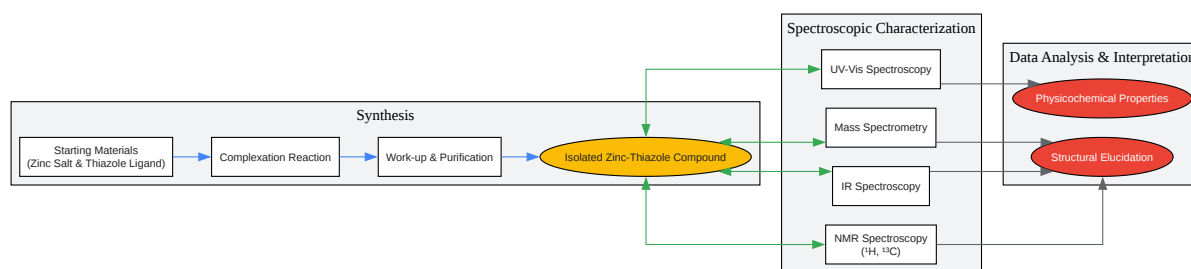 Synthesis
Starting Materials
(Zinc Salt & Thiazole Ligand)
Complexation Reaction
Work-up & Purification
Isolated Zinc-Thiazole Compound
Spectroscopic Characterization
UV-Vis Spectroscopy
Mass Spectrometry
IR Spectroscopy
NMR Spectroscopy
(¹H, ¹³C)
Data Analysis & Interpretation
Physicochemical Properties
Structural Elucidation